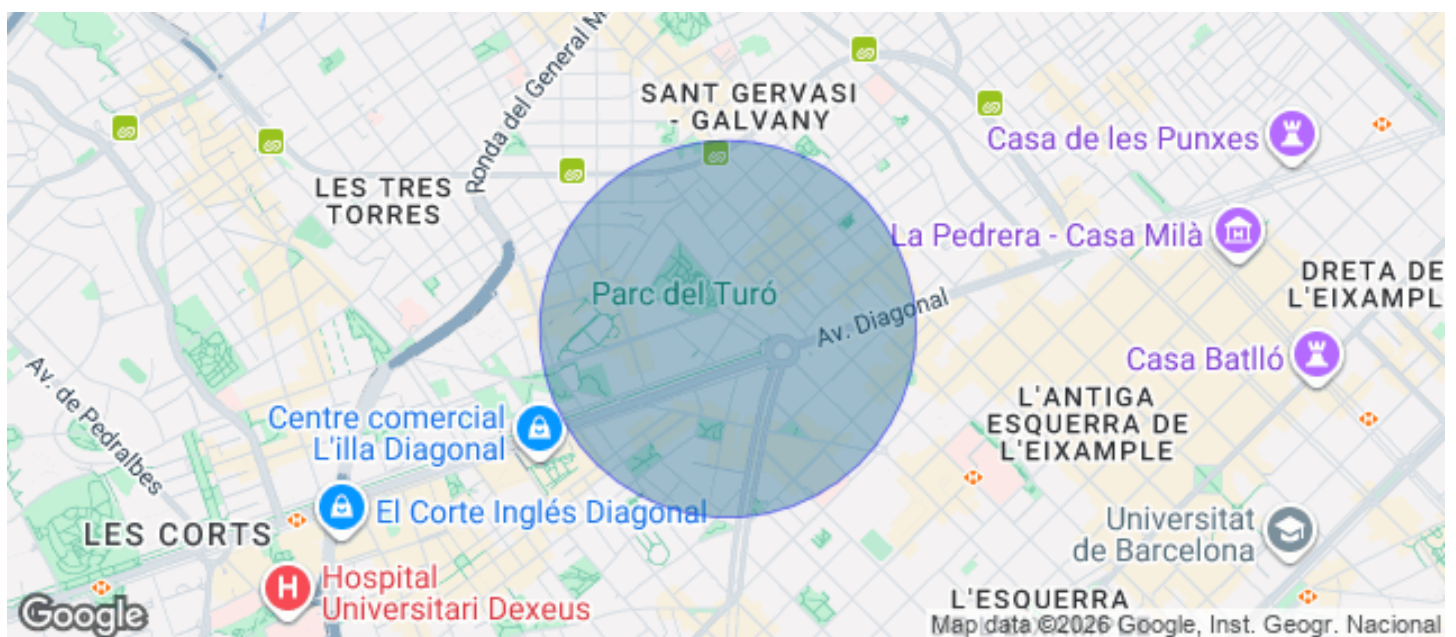 SANT GERVASI
- GALVANY
Ronda del General M
Casa de les Punxes
LES TRES
TORRES
La Pedrera - Casa Milà
DRETA DE
L'EIXAMPL
Parc del Turó
Av. Diagonal
Casa Batlló
Av. de Pedralbes
Centre comercial
L'illa Diagonal
L'ANTIGA
ESQUERRA DE
L'EIXAMPLE
El Corte Inglés Diagonal
LES CORTS
Universitat
de Barcelona
H
Hospital
Universitari Dexeus
L'ESQUERRA
Google
Map data ©2026 Google, Inst. Geogr. Nacional